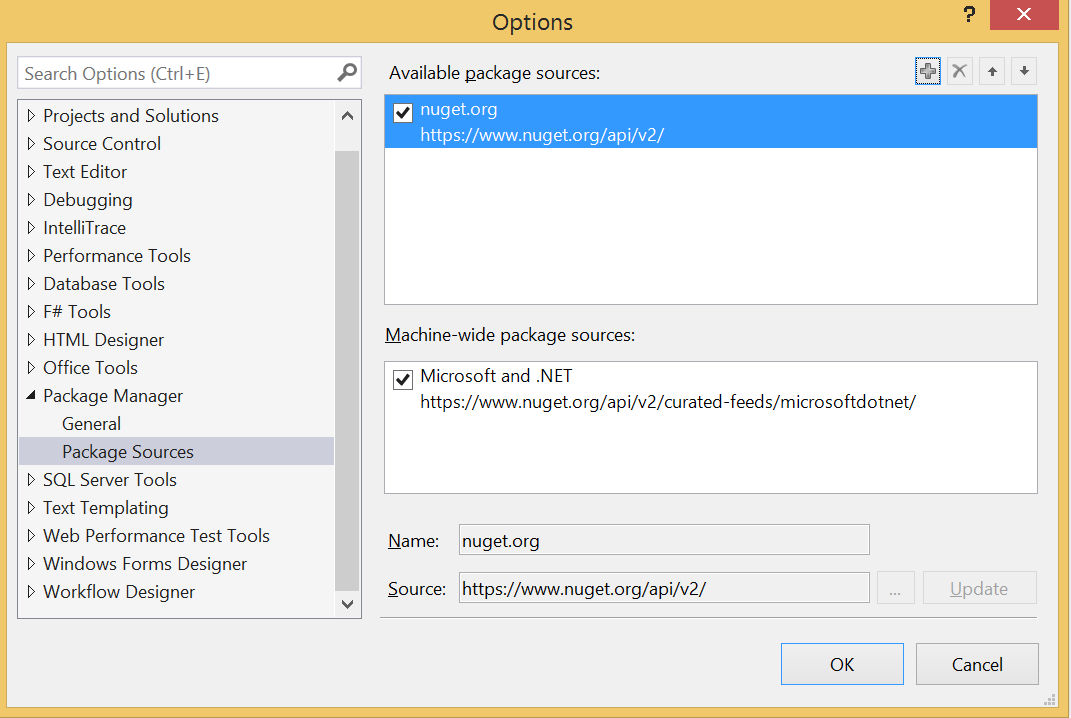 Options
?
Search Options (Ctrl+E)
Projects and Solutions
Source Control
Text Editor
Debugging
IntelliTrace
Performance Tools
Database Tools
F# Tools
HTML Designer
Office Tools
Package Manager
General
Package Sources
SQL Server Tools
Text Templating
Web Performance Test Tools
Windows Forms Designer
Workflow Designer
Available package sources:
nuget.org
https://www.nuget.org/api/v2/
Machine-wide package sources:
Microsoft and .NET
https://www.nuget.org/api/v2/curated-feeds/microsoftdotnet/
Name: nuget.org
Source: https://www.nuget.org/api/v2/ ... Update
OK Cancel